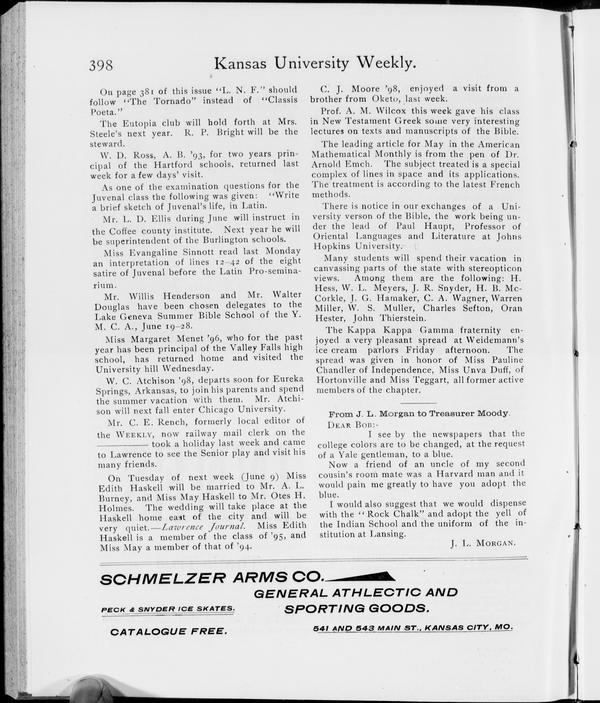 398
Kansas University Weekly.
On page 381 of this issue "L. N. F." should
follow "The Tornado" instead of "Classis
Poeta."
The Eutopia club will hold forth at Mrs.
Steele's next year. R. P. Bright will be the
steward.
W. D. Ross, A. B. '93, for two years prin-
cipal of the Hartford schools, returned last
week for a few days' visit.
As one of the examination questions for the
Juvenal class the following was given: "Write
a brief sketch of Juvenal's life, in Latin.
Mr. L. D. Ellis during June will instruct in
the Coffee county institute. Next year he will
be superintendent of the Burlington schools.
Miss Evangaline Sinnott read last Monday
an interpretation of lines 12-42 of the eight
satire of Juvenal before the Latin Pro-semina-
rium.
Mr. Willis Henderson and Mr. Walter
Douglas have been chosen delegates to the
Lake Geneva Summer Bible School of the Y.
M. C. A., June 19-28.
Miss Margaret Menet '96, who for the past
year has been principal of the Valley Falls high
school, has returned home and visited the
University hill Wednesday.
W. C. Atchison '98, departs soon for Eureka
Springs, Arkansas, to join his parents and spend
the summer vacation with them. Mr. Atchi-
son will next fall enter Chicago University.
Mr. C. E. Rench, formerly local editor of
the WEEKLY, now railway mail clerk on the
——— took a holiday last week and came
to Lawrence to see the Senior play and visit his
many friends.
On Tuesday of next week (June 9) Miss
Edith Haskell will be married to Mr. A. L.
Burney, and Miss May Haskell to Mr. Otes H.
Holmes. The wedding will take place at the
Haskell home east of the city and will be
very quiet.—Lawrence Journal. Miss Edith
Haskell is a member of the class of '95, and
Miss May a member of that of '94.
C. J. Moore '98, enjoyed a visit from a
brother from Oketo, last week.
Prof. A. M. Wilcox this week gave his class
in New Testament Greek some very interesting
lectures on texts and manuscripts of the Bible.
The leading article for May in the American
Mathematical Monthly is from the pen of Dr.
Arnold Emch. The subject treated is a special
complex of lines in space and its applications.
The treatment is according to the latest French
methods.
There is notice in our exchanges of a Uni-
versity verson of the Bible, the work being un-
der the lead of Paul Haupt, Professor of
Oriental Languages and Literature at Johns
Hopkins University.
Many students will spend their vacation in
canvassing parts of the state with stereopticon
views. Among them are the following: H.
Hess, W. L. Meyers, J. R. Snyder, H. B. Mc-
Corkle, J. G. Hamaker, C. A. Wagner, Warren
Miller, W. S. Muller, Charles Sefton, Oran
Hester, John Thierstein.
The Kappa Kappa Gamma fraternity en-
joyed a very pleasant spread at Weidemann's
ice cream parlors Friday afternoon. The
spread was given in honor of Miss Pauline
Chandler of Independence, Miss Unva Duff, of
Hortonville and Miss Teggart, all former active
members of the chapter.
From J. L. Morgan to Treasurer Moody.
DEAR BOB:-
I see by the newspapers that the
college colors are to be changed, at the request
of a Yale gentleman, to a blue.
Now a friend of an uncle of my second
cousin's room mate was a Harvard man and it
would pain me greatly to have you adopt the
blue.
I would also suggest that we would dispense
with the "Rock Chalk" and adopt the yell of
the Indian School and the uniform of the in-
stitution at Lansing.
J. L. MORGAN.
SCHMELZER ARMS CO.
GENERAL ATHLECTIC AND
PECK & SNYDER ICE SKATES.
SPORTING GOODS.
CATALOGUE FREE.
541 AND 543 MAIN ST., KANSAS CITY, MO.